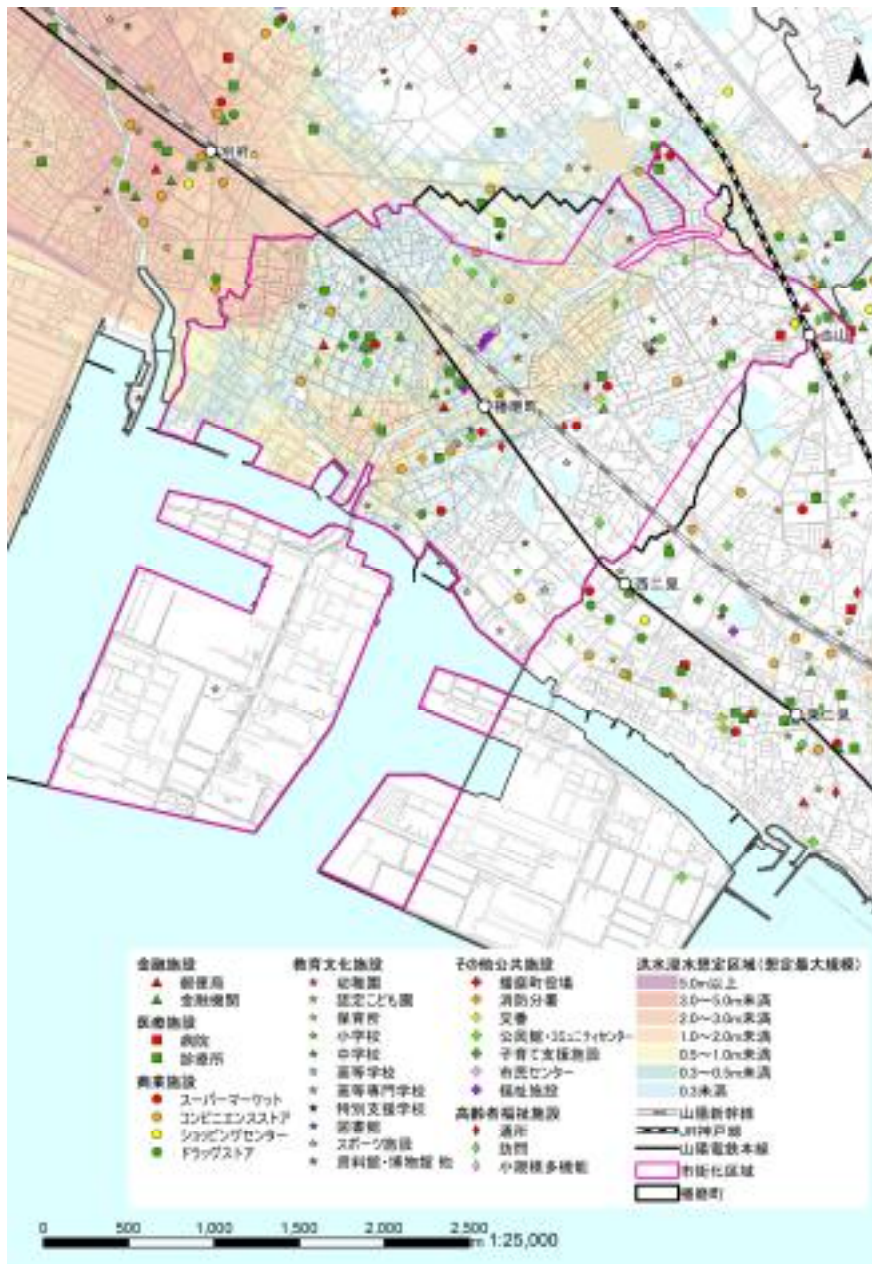 N
別府
土山
播磨町
西二見
東二見
金融施設
郵便局
金融機関
医療施設
病院
診療所
商業施設
スーパーマーケット
コンビニエンスストア
ショッピングセンター
ドラッグストア
教育文化施設
幼稚園
認定こども園
保育所
小学校
中学校
高等学校
高等専門学校
特別支援学校
図書館
スポーツ施設
資料館・博物館 他
その他公共施設
播磨町役場
消防分署
交番
公民館・コミュニティセンター
子育て支援施設
市民センター
福祉施設
高齢者福祉施設
通所
訪問
小規模多機能
洪水浸水想定区域(想定最大規模)
5.0m以上
3.0～5.0m未満
2.0～3.0m未満
1.0～2.0m未満
0.5～1.0m未満
0.3～0.5m未満
0.3未満
山陽新幹線
JR神戸線
山陽電鉄本線
市街化区域
播磨町
0 500 1,000 1,500 2,000 2,500
m 1:25,000